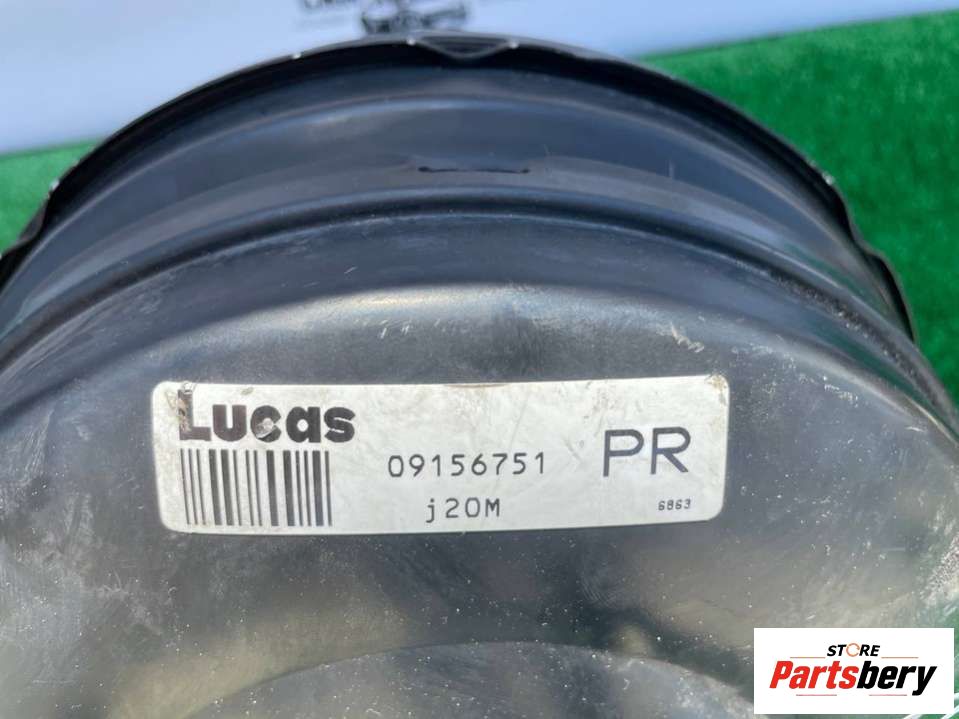 Lucas
09156751
PR
j20M
6863
STORE
Partsbery